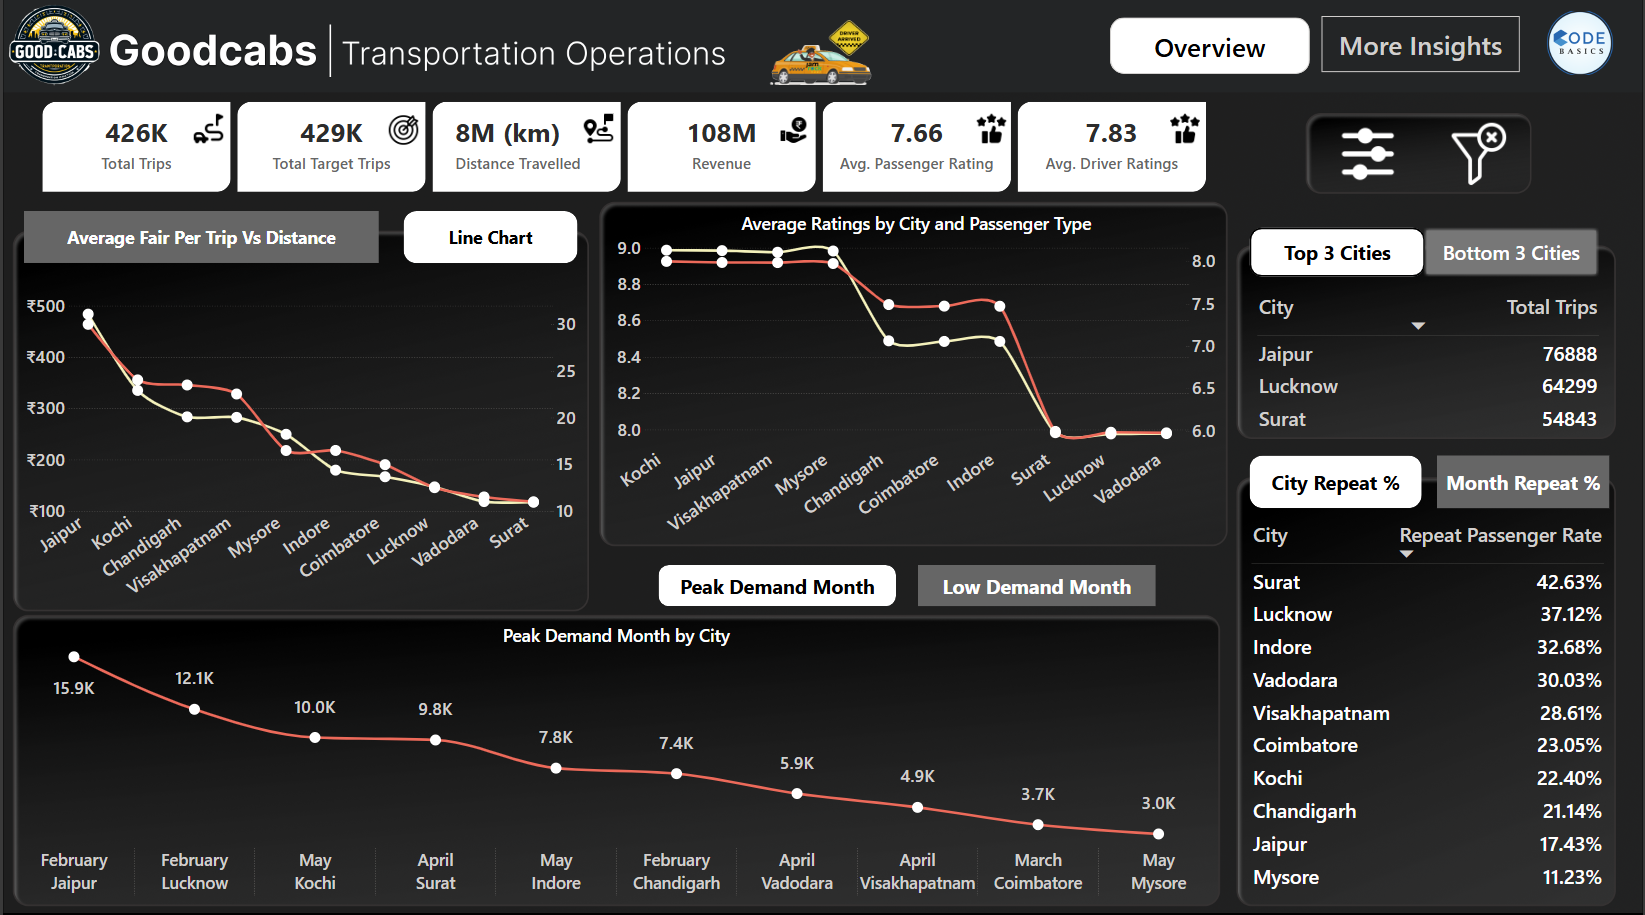 GOOD CABS
TRANSPORTATION
Goodcabs
Transportation Operations
DRIVER
ARRIVED
Overview
More Insights
CODE
BASICS
426K
Total Trips
429K
Total Target Trips
8M (km)
Distance Travelled
108M
Revenue
7.66
Avg. Passenger Rating
7.83
Avg. Driver Ratings
Average Fair Per Trip Vs Distance
Line Chart
₹500
₹400
₹300
₹200
₹100
30
25
20
15
10
Jaipur
Kochi
Chandigarh
Visakhapatnam
Mysore
Indore
Coimbatore
Lucknow
Vadodara
Surat
Average Ratings by City and Passenger Type
9.0
8.8
8.6
8.4
8.2
8.0
8.0
7.5
7.0
6.5
6.0
Kochi
Jaipur
Visakhapatnam
Mysore
Chandigarh
Coimbatore
Indore
Surat
Lucknow
Vadodara
Top 3 Cities
Bottom 3 Cities
City Total Trips
Jaipur 76888
Lucknow 64299
Surat 54843
City Repeat %
Month Repeat %
City Repeat Passenger Rate
Surat 42.63%
Lucknow 37.12%
Indore 32.68%
Vadodara 30.03%
Visakhapatnam 28.61%
Coimbatore 23.05%
Kochi 22.40%
Chandigarh 21.14%
Jaipur 17.43%
Mysore 11.23%
Peak Demand Month
Low Demand Month
Peak Demand Month by City
15.9K
12.1K
10.0K
9.8K
7.8K
7.4K
5.9K
4.9K
3.7K
3.0K
February
Jaipur
February
Lucknow
May
Kochi
April
Surat
May
Indore
February
Chandigarh
April
Vadodara
April
Visakhapatnam
March
Coimbatore
May
Mysore